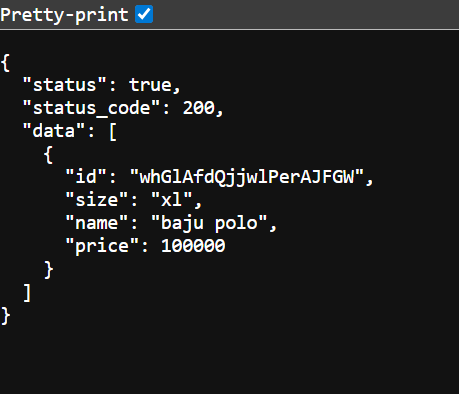 Pretty-print
{
  "status": true,
  "status_code": 200,
  "data": [
    {
      "id": "whGlAfdQjjwlPerAJFGW",
      "size": "xl",
      "name": "baju polo",
      "price": 100000
    }
  ]
}